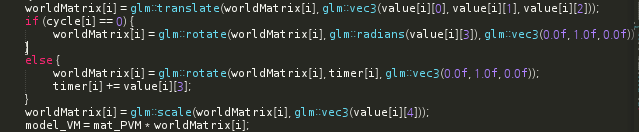 worldMatrix[i] = glm::translate(worldMatrix[i], glm::vec3(value[i][0], value[i][1], value[i][2]));
if (cycle[i] == 0) {
worldMatrix[i] = glm::rotate(worldMatrix[i], glm::radians(value[i][3]), glm::vec3(0.0f, 1.0f, 0.0f))
}
else {
worldMatrix[i] = glm::rotate(worldMatrix[i], timer[i], glm::vec3(0.0f, 1.0f, 0.0f));
timer[i] += value[i][3];
}
worldMatrix[i] = glm::scale(worldMatrix[i], glm::vec3(value[i][4]));
model_VM = mat_PVM * worldMatrix[i];